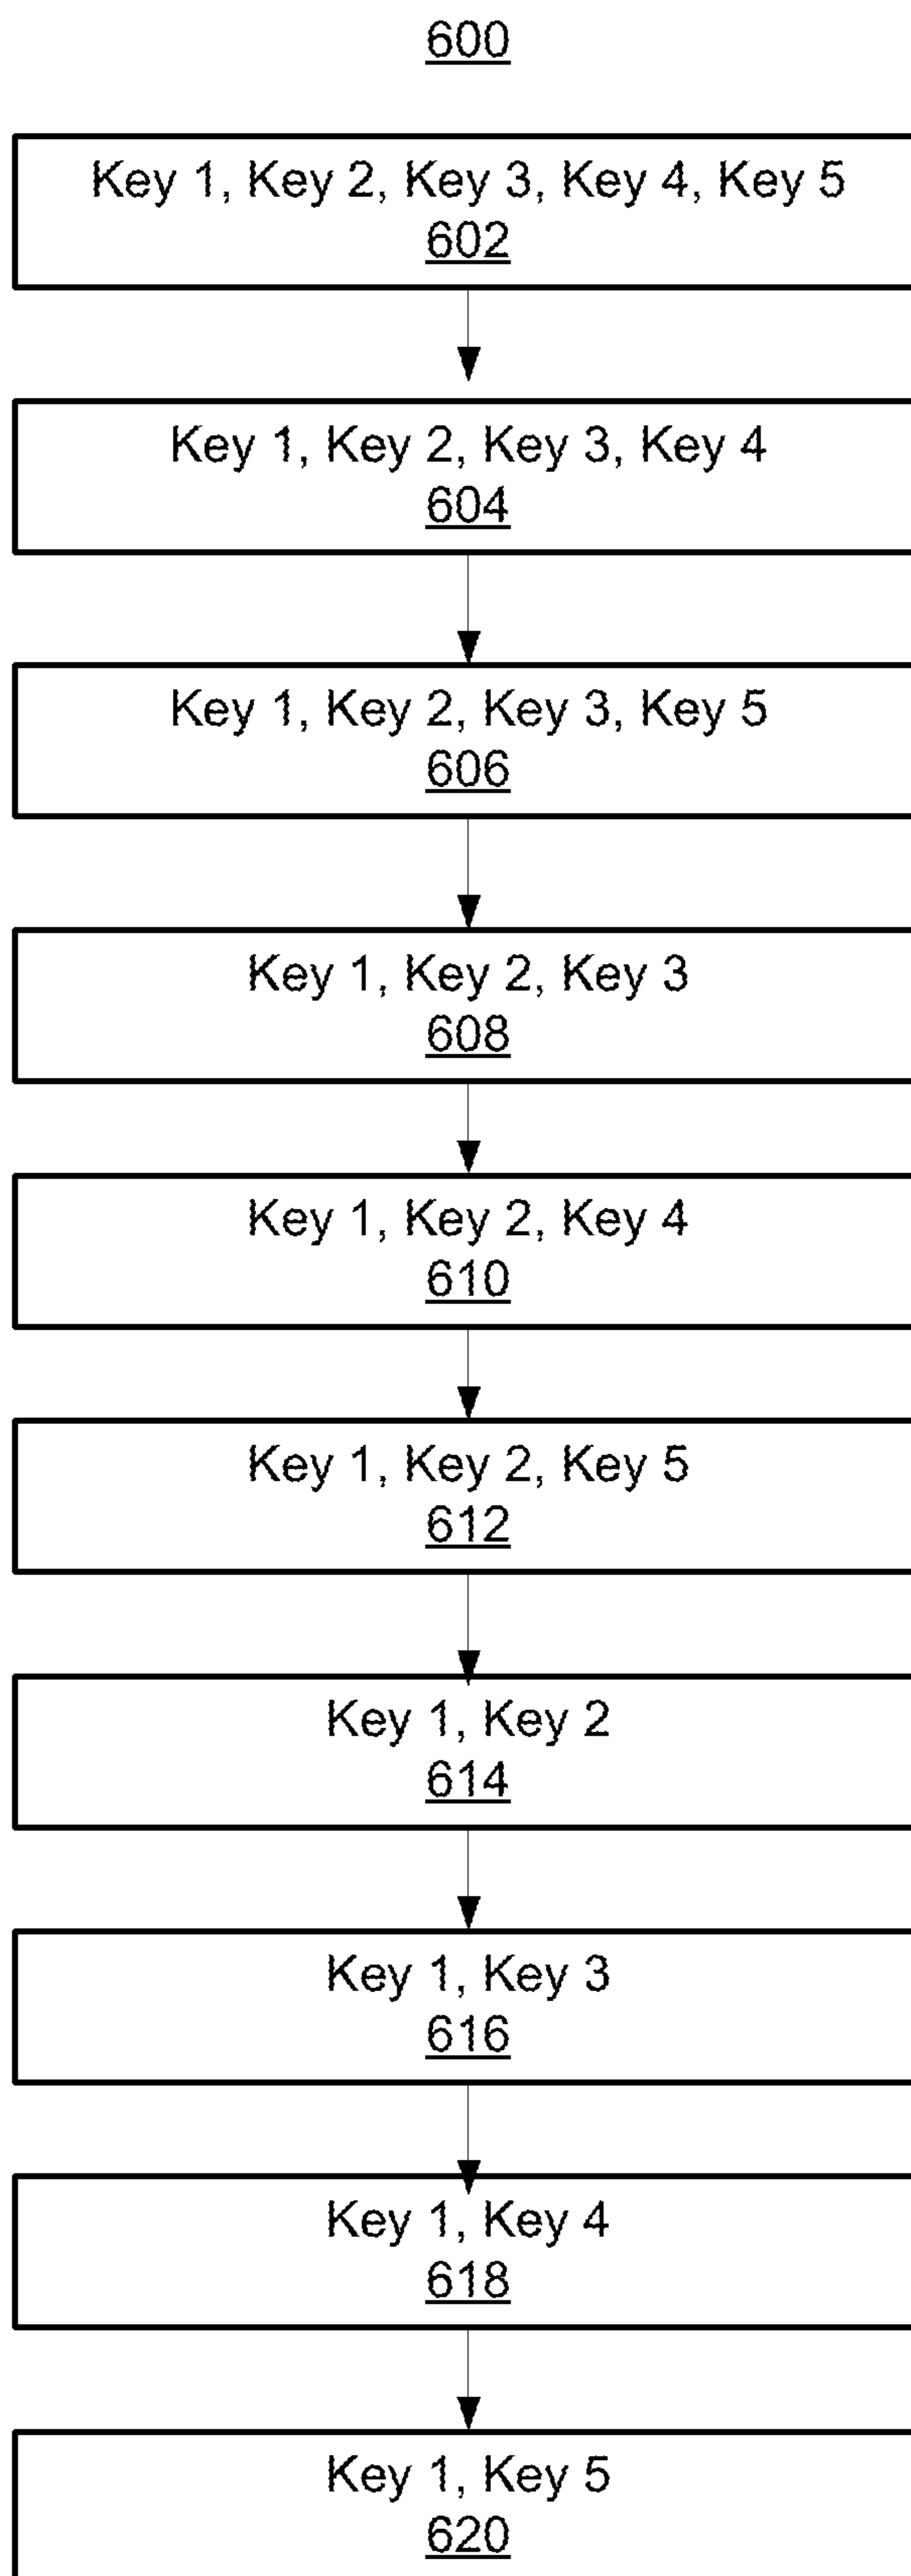 600
Key 1, Key 2, Key 3, Key 4, Key 5
602
Key 1, Key 2, Key 3, Key 4
604
Key 1, Key 2, Key 3, Key 5
606
Key 1, Key 2, Key 3
608
Key 1, Key 2, Key 4
610
Key 1, Key 2, Key 5
612
Key 1, Key 2
614
Key 1, Key 3
616
Key 1, Key 4
618
Key 1, Key 5
620